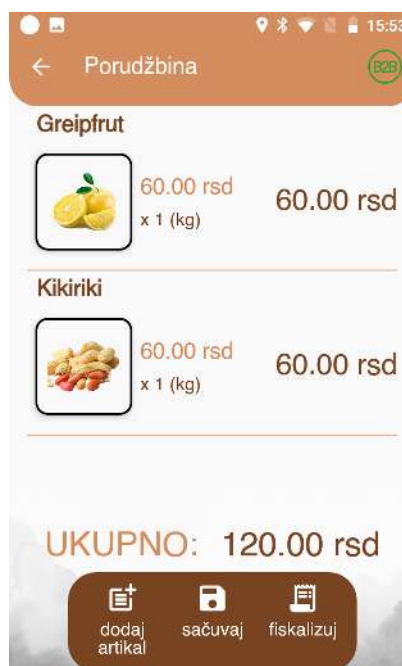 15:53
Porudžbina
B2B
Greipfrut
60.00 rsd
x 1 (kg)
60.00 rsd
Kikiriki
60.00 rsd
x 1 (kg)
60.00 rsd
UKUPNO: 120.00 rsd
dodaj
artikal
sačuvaj
fiskalizuj